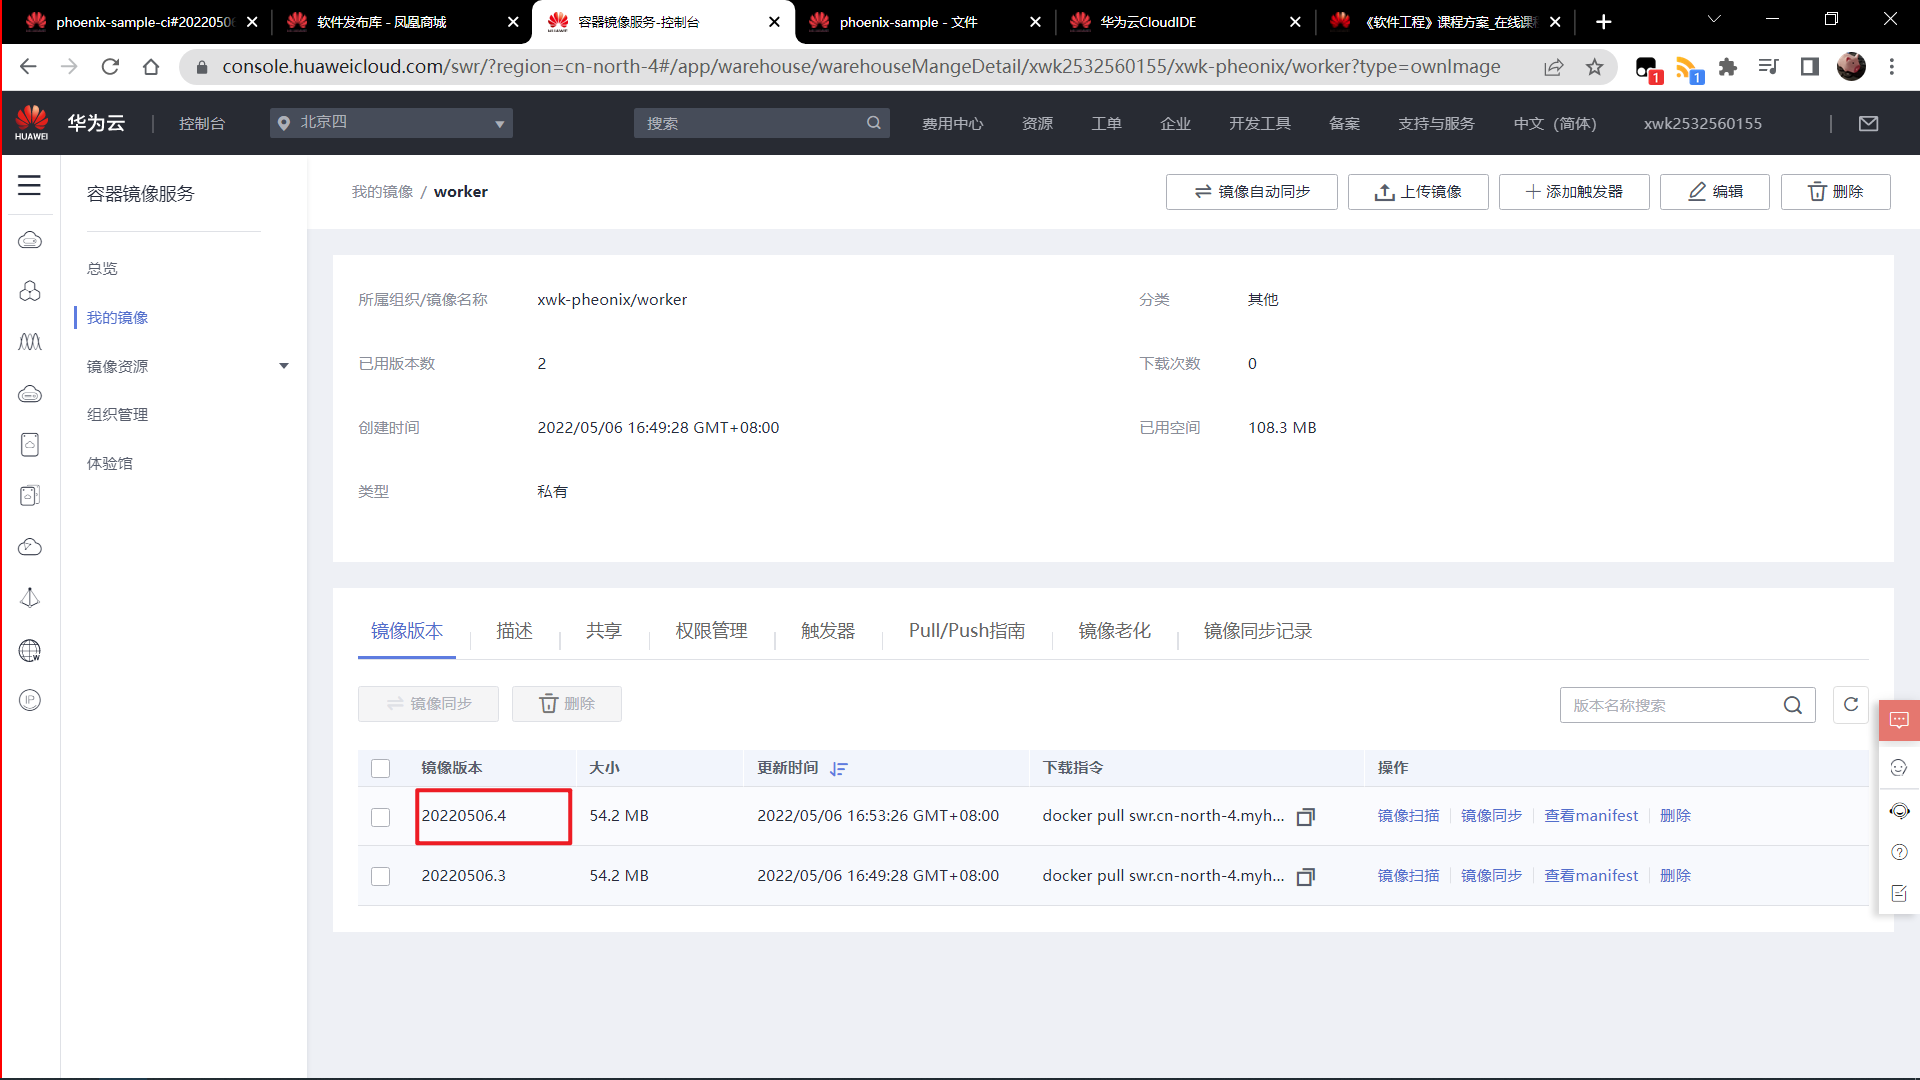 phoenix-sample-ci#2022050
软件发布库 - 凤凰商城
容器镜像服务-控制台
phoenix-sample - 文件
华为云CloudIDE
《软件工程》课程方案_在线课
console.huaweicloud.com/swr/?region=cn-north-4#/app/warehouse/warehouseMangeDetail/xwk2532560155/xwk-pheonix/worker?type=ownImage
1
1
HUAWEI
华为云
控制台
北京四
搜索
费用中心
资源
工单
企业
开发工具
备案
支持与服务
中文（简体）
xwk2532560155
容器镜像服务
总览
我的镜像
镜像资源
组织管理
体验馆
我的镜像 / worker
镜像自动同步
上传镜像
添加触发器
编辑
删除
所属组织/镜像名称 xwk-pheonix/worker
分类 其他
已用版本数 2
下载次数 0
创建时间 2022/05/06 16:49:28 GMT+08:00
已用空间 108.3 MB
类型 私有
镜像版本
描述
共享
权限管理
触发器
Pull/Push指南
镜像老化
镜像同步记录
镜像同步
删除
版本名称搜索
镜像版本 大小 更新时间 下载指令 操作
20220506.4 54.2 MB 2022/05/06 16:53:26 GMT+08:00 docker pull swr.cn-north-4.myh... 镜像扫描 镜像同步 查看manifest 删除
20220506.3 54.2 MB 2022/05/06 16:49:28 GMT+08:00 docker pull swr.cn-north-4.myh... 镜像扫描 镜像同步 查看manifest 删除
IP
W